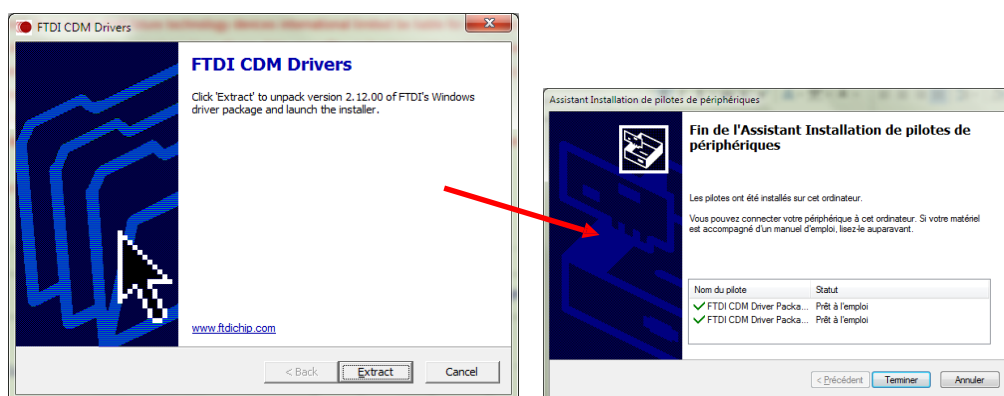 FTDI CDM Drivers
FTDI CDM Drivers
Click 'Extract' to unpack version 2.12.00 of FTDI's Windows
driver package and launch the installer.
www.ftdichip.com
< Back
Extract
Cancel
Assistant Installation de pilotes de périphériques
Fin de l'Assistant Installation de pilotes de
périphériques
Les pilotes ont été installés sur cet ordinateur.
Vous pouvez connecter votre périphérique à cet ordinateur. Si votre matériel
est accompagné d'un manuel d'emploi, lisez-le auparavant.
Nom du pilote Statut
FTDI CDM Driver Packa... Prêt à l'emploi
FTDI CDM Driver Packa... Prêt à l'emploi
< Précédent
Terminer
Annuler